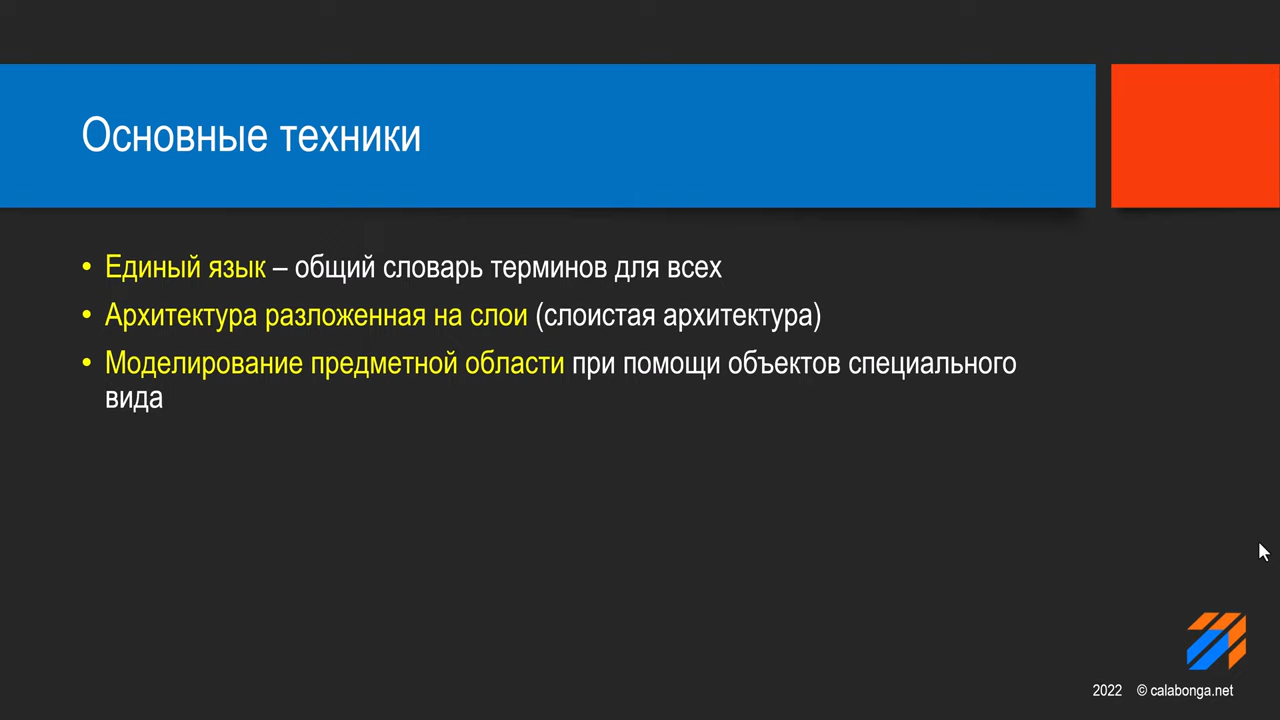 Основные техники
• Единый язык – общий словарь терминов для всех
• Архитектура разложенная на слои (слоистая архитектура)
• Моделирование предметной области при помощи объектов специального
вида
2022 © calabonga.net